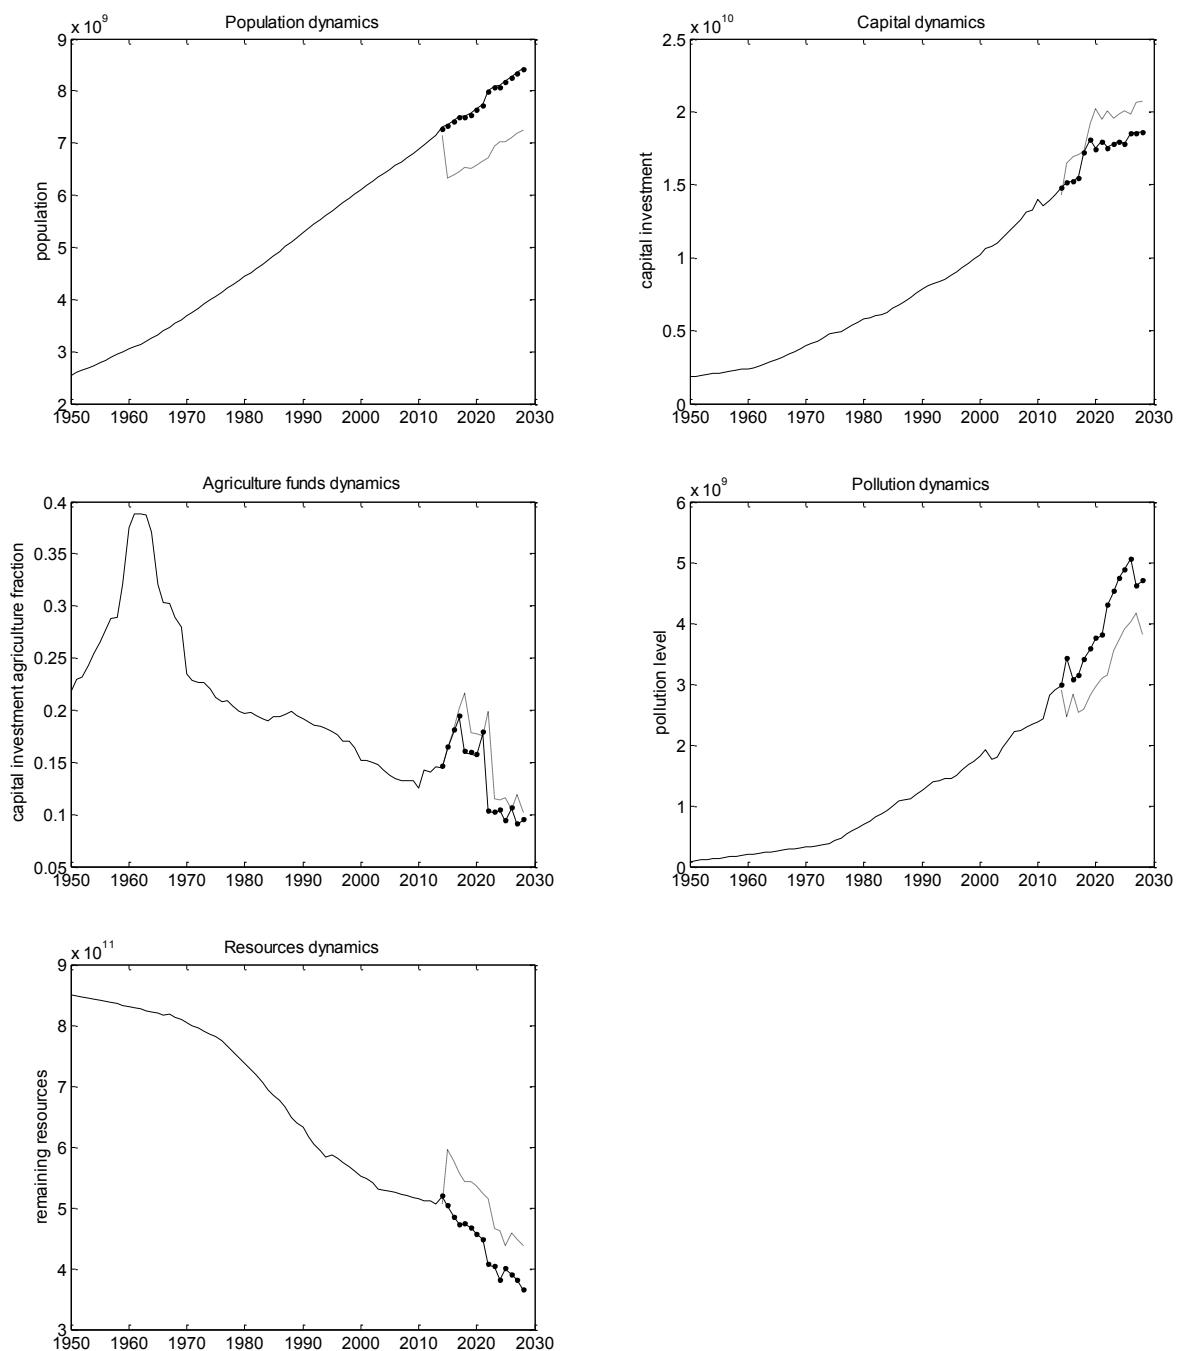 Population dynamics
x 10^9
9
8
7
6
5
4
3
2
population
1950 1960 1970 1980 1990 2000 2010 2020 2030
Capital dynamics
x 10^10
2.5
2
1.5
1
0.5
0
capital investment
1950 1960 1970 1980 1990 2000 2010 2020 2030
Agriculture funds dynamics
0.4
0.35
0.3
0.25
0.2
0.15
0.1
0.05
capital investment agriculture fraction
1950 1960 1970 1980 1990 2000 2010 2020 2030
Pollution dynamics
x 10^9
6
5
4
3
2
1
0
pollution level
1950 1960 1970 1980 1990 2000 2010 2020 2030
Resources dynamics
x 10^11
9
8
7
6
5
4
3
remaining resources
1950 1960 1970 1980 1990 2000 2010 2020 2030